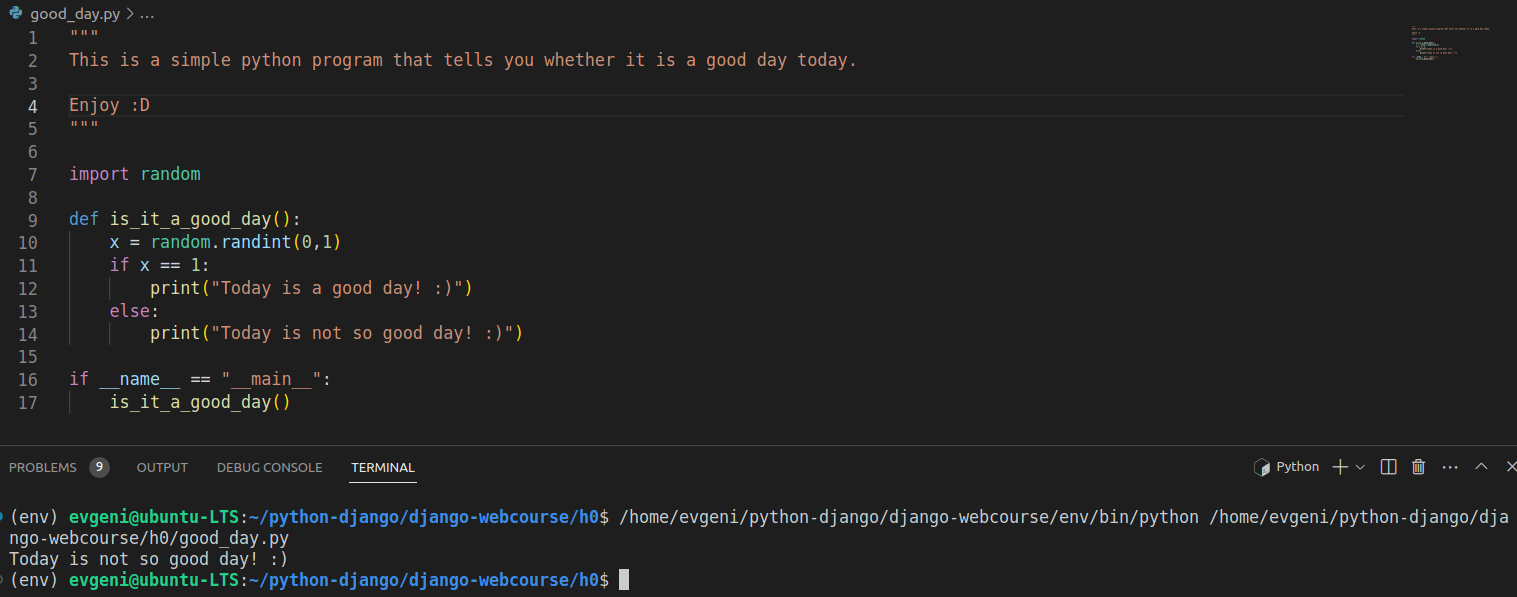 good_day.py > ...
1 """
2 This is a simple python program that tells you whether it is a good day today.
3
4 Enjoy :D
5 """
6
7 import random
8
9 def is_it_a_good_day():
10     x = random.randint(0,1)
11     if x == 1:
12         print("Today is a good day! :)")
13     else:
14         print("Today is not so good day! :)")
15
16 if __name__ == "__main__":
17     is_it_a_good_day()
PROBLEMS 9 OUTPUT DEBUG CONSOLE TERMINAL Python
(env) evgeni@ubuntu-LTS:~/python-django/django-webcourse/h0$ /home/evgeni/python-django/django-webcourse/env/bin/python /home/evgeni/python-django/dja
ngo-webcourse/h0/good_day.py
Today is not so good day! :)
(env) evgeni@ubuntu-LTS:~/python-django/django-webcourse/h0$